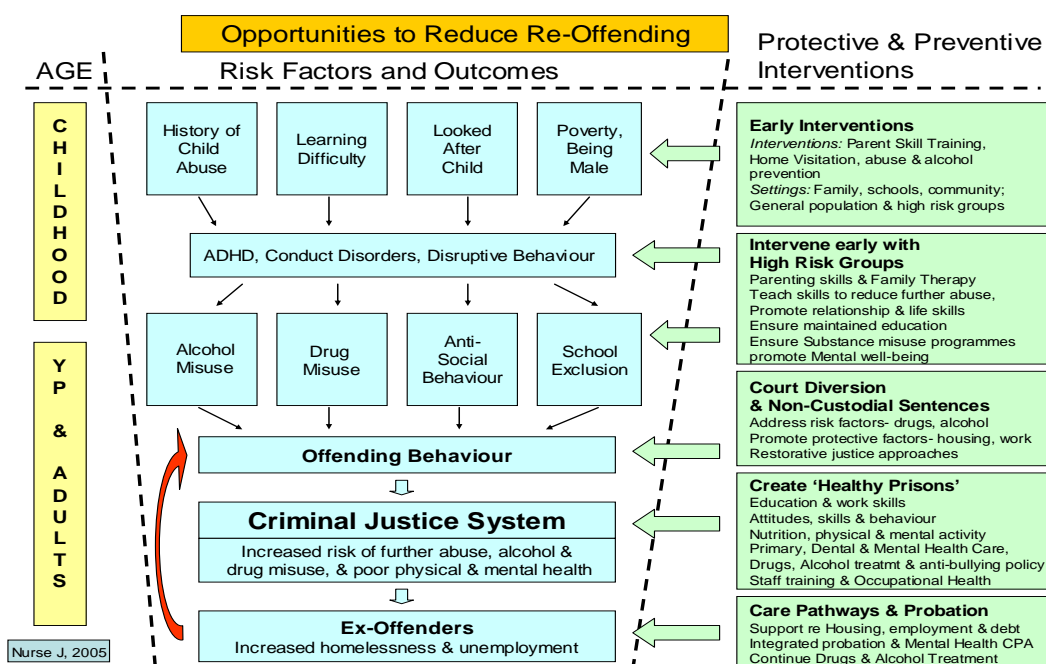 Opportunities to Reduce Re-Offending
AGE
Risk Factors and Outcomes
Protective & Preventive
Interventions
C
H
I
L
D
H
O
O
D
History of
Child
Abuse
Learning
Difficulty
Looked
After
Child
Poverty,
Being
Male
Early Interventions
Interventions: Parent Skill Training,
Home Visitation, abuse & alcohol
prevention
Settings: Family, schools, community;
General population & high risk groups
ADHD, Conduct Disorders, Disruptive Behaviour
Intervene early with
High Risk Groups
Parenting skills & Family Therapy
Teach skills to reduce further abuse,
Promote relationship & life skills
Ensure maintained education
Ensure Substance misuse programmes
promote Mental well-being
Y
P
&
A
D
U
L
T
S
Alcohol
Misuse
Drug
Misuse
Anti-
Social
Behaviour
School
Exclusion
Court Diversion
& Non-Custodial Sentences
Address risk factors- drugs, alcohol
Promote protective factors- housing, work
Restorative justice approaches
Offending Behaviour
Criminal Justice System
Increased risk of further abuse, alcohol &
drug misuse, & poor physical & mental health
Create ‘Healthy Prisons’
Education & work skills
Attitudes, skills & behaviour
Nutrition, physical & mental activity
Primary, Dental & Mental Health Care,
Drugs, Alcohol treatmt & anti-bullying policy
Staff training & Occupational Health
Ex-Offenders
Increased homelessness & unemployment
Care Pathways & Probation
Support re Housing, employment & debt
Integrated probation & Mental Health CPA
Continue Drugs & Alcohol Treatment
Nurse J, 2005